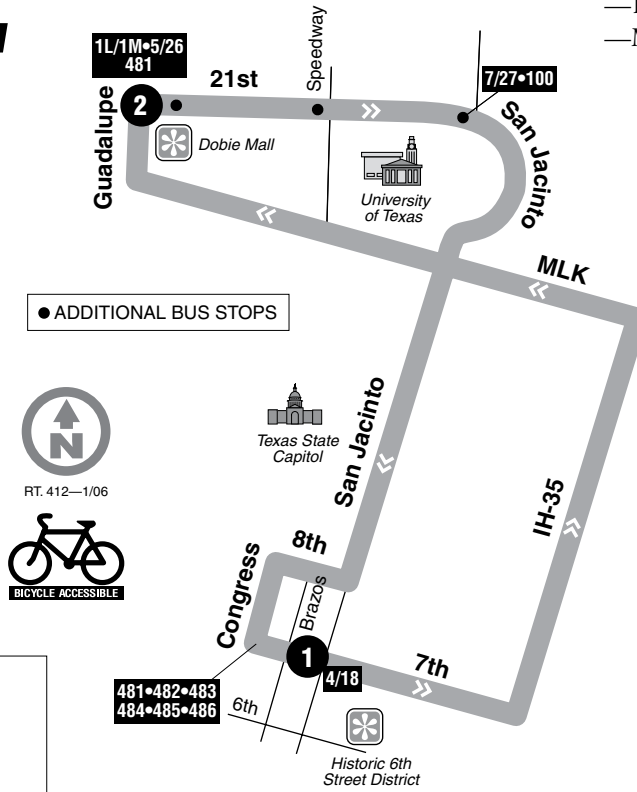 1L/1M•5/26
481
21st
Speedway
7/27•100
2
Guadalupe
Dobie Mall
San Jacinto
University
of Texas
MLK
● ADDITIONAL BUS STOPS
N
RT. 412—1/06
Texas State
Capitol
San Jacinto
IH-35
BICYCLE ACCESSIBLE
8th
Congress
Brazos
1
7th
4/18
481•482•483
484•485•486
6th
Historic 6th
Street District